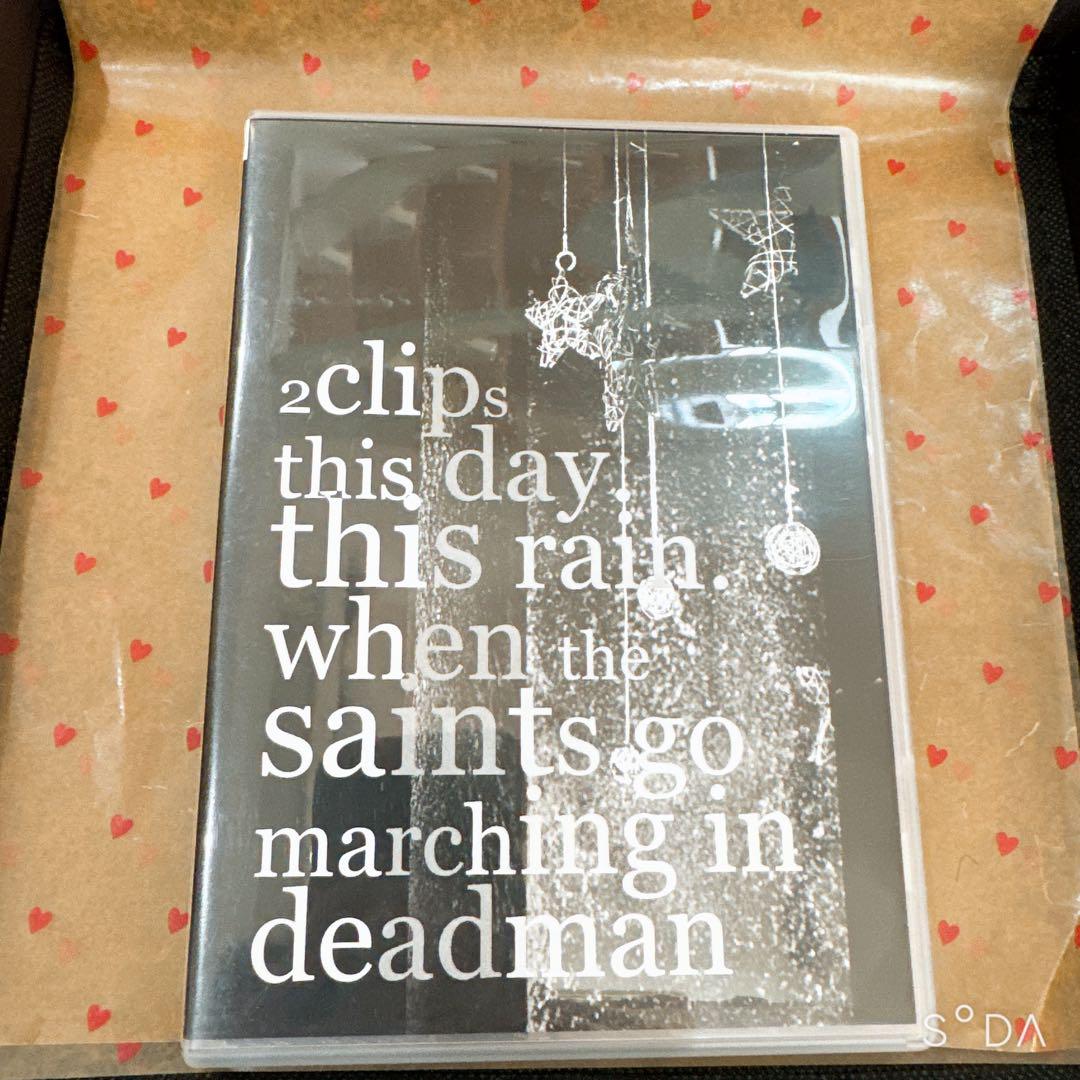 2clips
this day.
this rain.
when the
saints go
marching in
deadman
S°DA